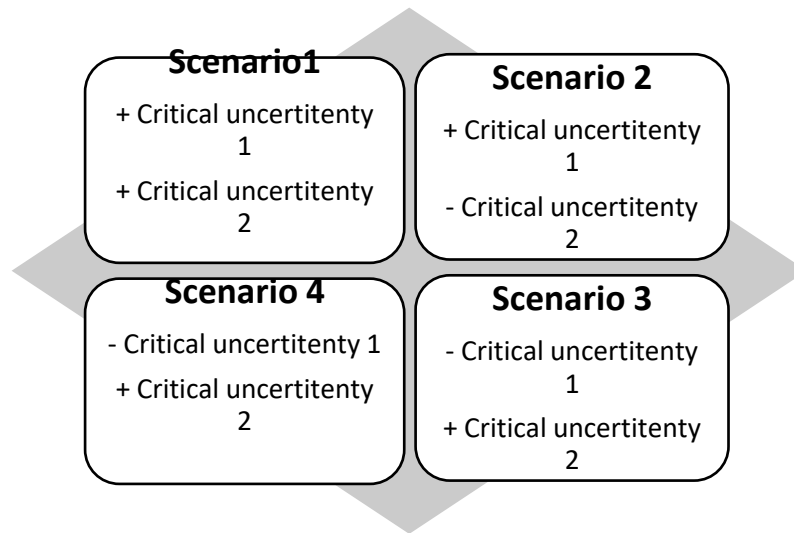 Scenario1
+ Critical uncertitenty
1
+ Critical uncertitenty
2
Scenario 2
+ Critical uncertitenty
1
- Critical uncertitenty
2
Scenario 4
- Critical uncertitenty 1
+ Critical uncertitenty
2
Scenario 3
- Critical uncertitenty
1
+ Critical uncertitenty
2